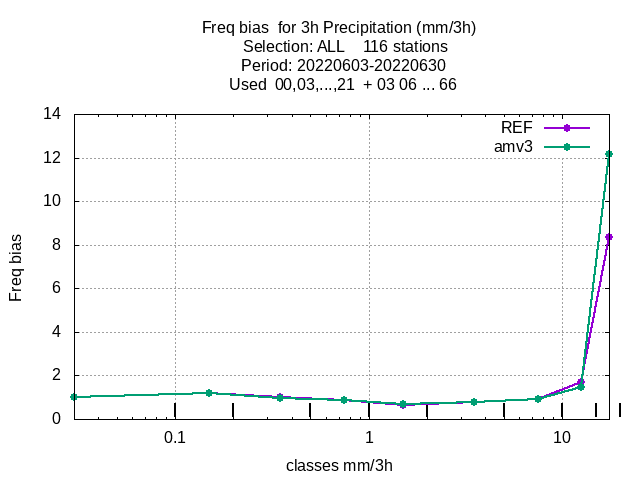 Freq bias  for 3h Precipitation (mm/3h)
Selection: ALL    116 stations
Period: 20220603-20220630
Used  00,03,...,21  + 03 06 ... 66
14
12
10
8
6
4
2
0
Freq bias
REF
amv3
0.1
1
10
classes mm/3h